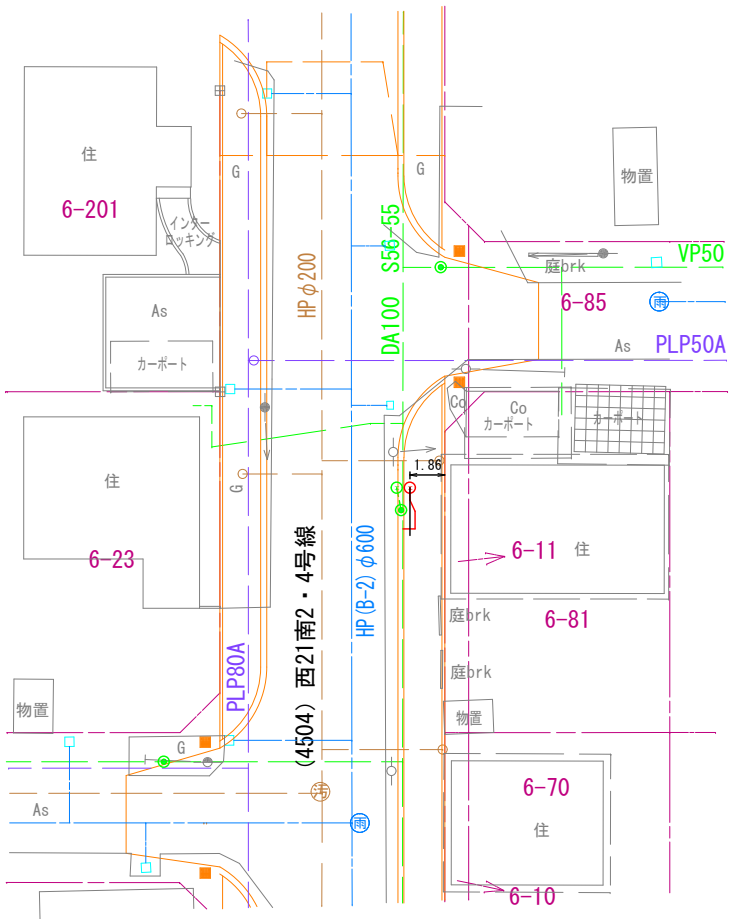 住
物置
G
G
6-201
インター
ロッキング
S56-55
VP50
庭brk
HPφ200
6-85
雨
As
DA100
PLP50A
As
カーポート
Co
Co
カーポート
カーポート
1.86
住
G
6-11
住
6-23
HP(B-2)φ600
(4504) 西21南2・4号線
庭brk
6-81
PLP80A
庭brk
物置
物置
G
6-70
汚
As
雨
住
6-10